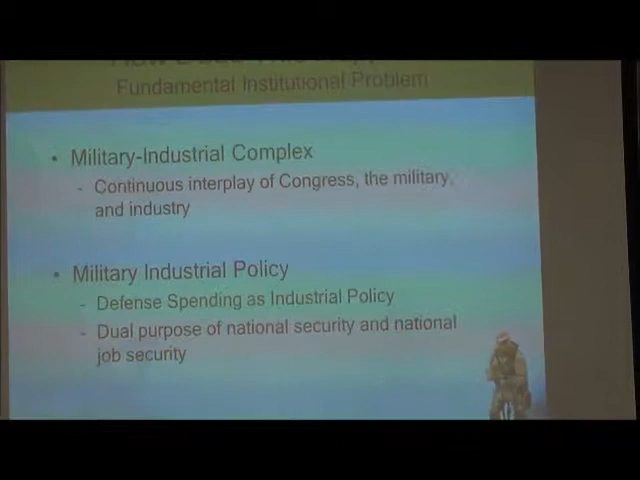 Fundamental Institutional Problem
• Military-Industrial Complex
- Continuous interplay of Congress, the military,
and industry
• Military Industrial Policy
- Defense Spending as Industrial Policy
- Dual purpose of national security and national
job security